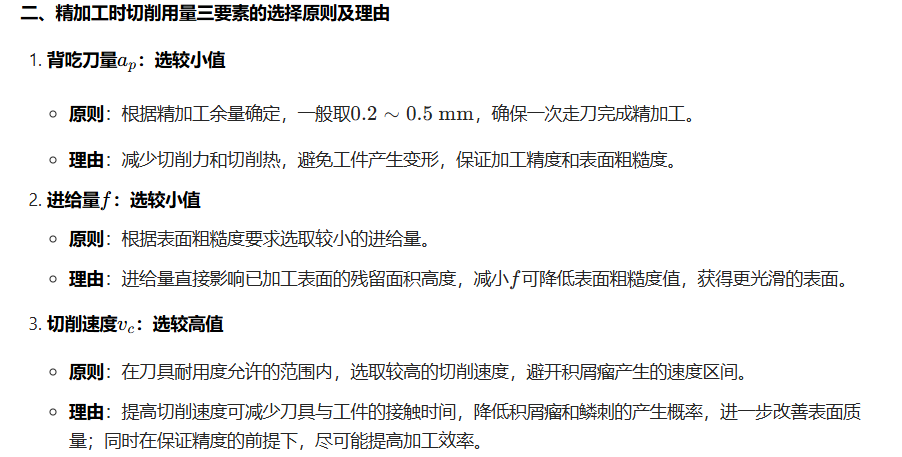 二、精加工时切削用量三要素的选择原则及理由
1. 背吃刀量aₚ：选较小值
○ 原则：根据精加工余量确定，一般取0.2 ∼ 0.5 mm，确保一次走刀完成精加工。
○ 理由：减少切削力和切削热，避免工件产生变形，保证加工精度和表面粗糙度。
2. 进给量f：选较小值
○ 原则：根据表面粗糙度要求选取较小的进给量。
○ 理由：进给量直接影响已加工表面的残留面积高度，减小f可降低表面粗糙度值，获得更光滑的表面。
3. 切削速度v_c：选较高值
○ 原则：在刀具耐用度允许的范围内，选取较高的切削速度，避开积屑瘤产生的速度区间。
○ 理由：提高切削速度可减少刀具与工件的接触时间，降低积屑瘤和鳞刺的产生概率，进一步改善表面质
量；同时在保证精度的前提下，尽可能提高加工效率。